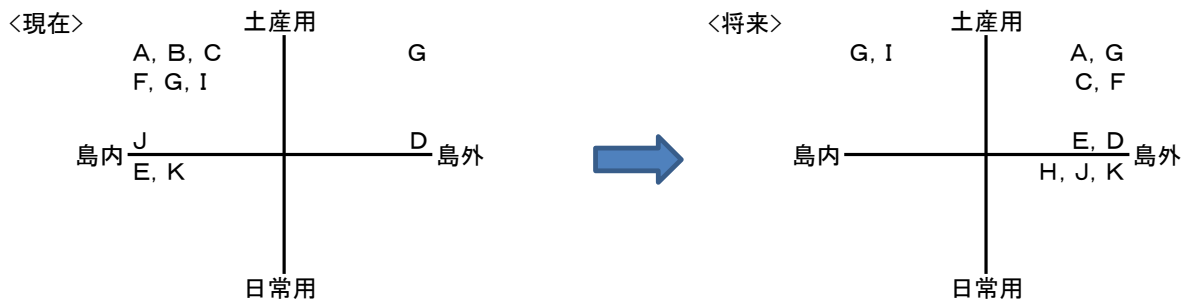 <現在>
土産用
A, B, C
F, G, I
G
J
D
島内
島外
E, K
日常用
<将来>
土産用
G, I
A, G
C, F
E, D
島内
島外
H, J, K
日常用